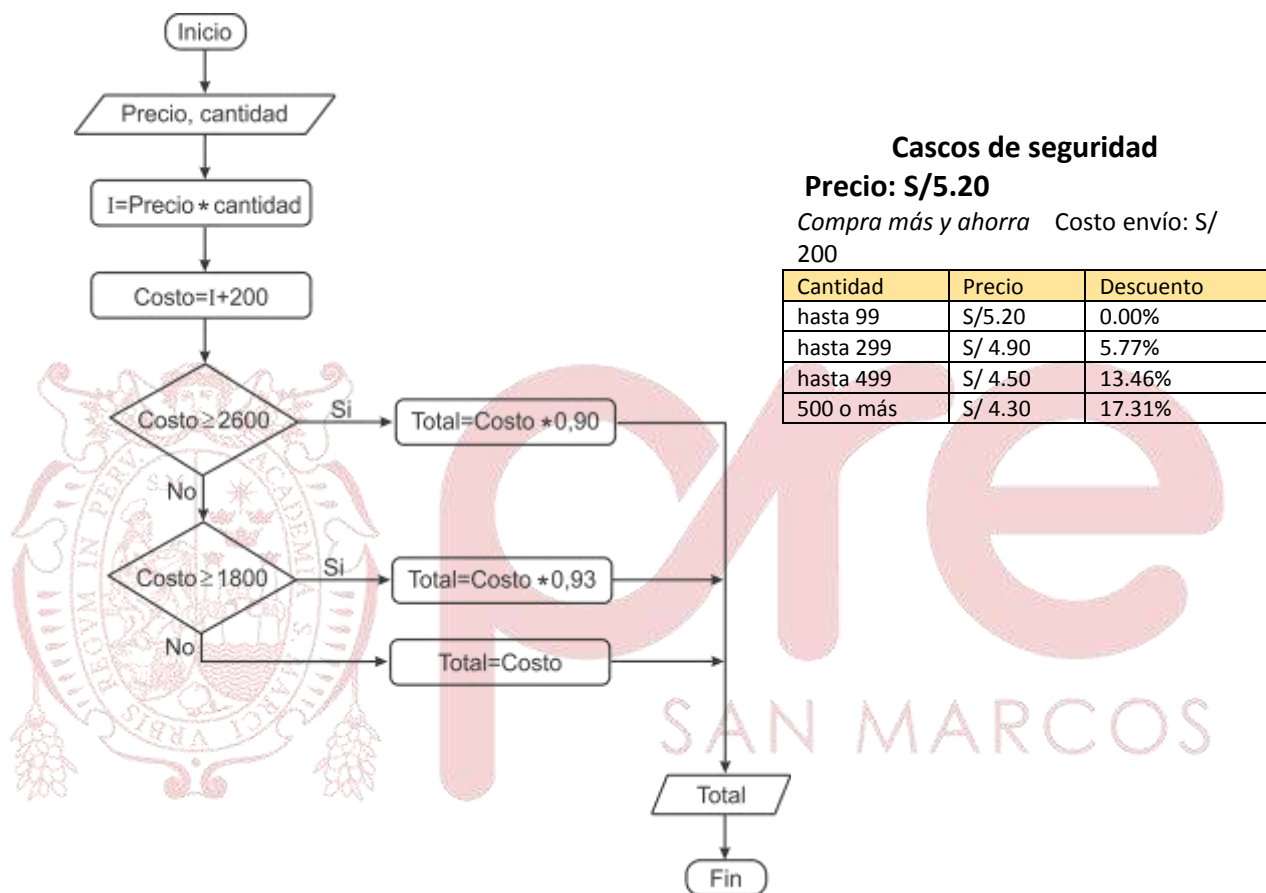 Inicio
Precio, cantidad
I=Precio * cantidad
Costo=I+200
Costo ≥ 2600
Si
Total=Costo *0,90
No
Costo ≥ 1800
Si
Total=Costo *0,93
No
Total=Costo
Total
Fin
Cascos de seguridad
Precio: S/5.20
Compra más y ahorra Costo envío: S/
200
Cantidad Precio Descuento
hasta 99 S/5.20 0.00%
hasta 299 S/ 4.90 5.77%
hasta 499 S/ 4.50 13.46%
500 o más S/ 4.30 17.31%
pre
SAN MARCOS